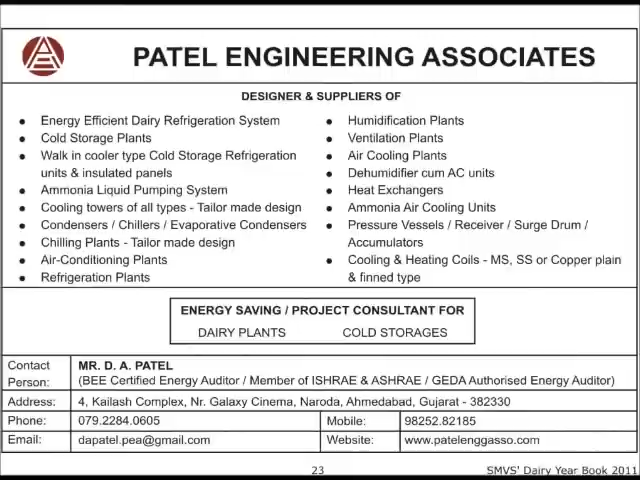 PATEL ENGINEERING ASSOCIATES
DESIGNER & SUPPLIERS OF
• Energy Efficient Dairy Refrigeration System
• Cold Storage Plants
• Walk in cooler type Cold Storage Refrigeration
units & insulated panels
• Ammonia Liquid Pumping System
• Cooling towers of all types - Tailor made design
• Condensers / Chillers / Evaporative Condensers
• Chilling Plants - Tailor made design
• Air-Conditioning Plants
• Refrigeration Plants
• Humidification Plants
• Ventilation Plants
• Air Cooling Plants
• Dehumidifier cum AC units
• Heat Exchangers
• Ammonia Air Cooling Units
• Pressure Vessels / Receiver / Surge Drum /
Accumulators
• Cooling & Heating Coils - MS, SS or Copper plain
& finned type
ENERGY SAVING / PROJECT CONSULTANT FOR
DAIRY PLANTS COLD STORAGES
Contact Person: MR. D. A. PATEL
(BEE Certified Energy Auditor / Member of ISHRAE & ASHRAE / GEDA Authorised Energy Auditor)
Address: 4, Kailash Complex, Nr. Galaxy Cinema, Naroda, Ahmedabad, Gujarat - 382330
Phone: 079.2284.0605 Mobile: 98252.82185
Email: dapatel.pea@gmail.com Website: www.patelenggasso.com
23 SMVS' Dairy Year Book 2011